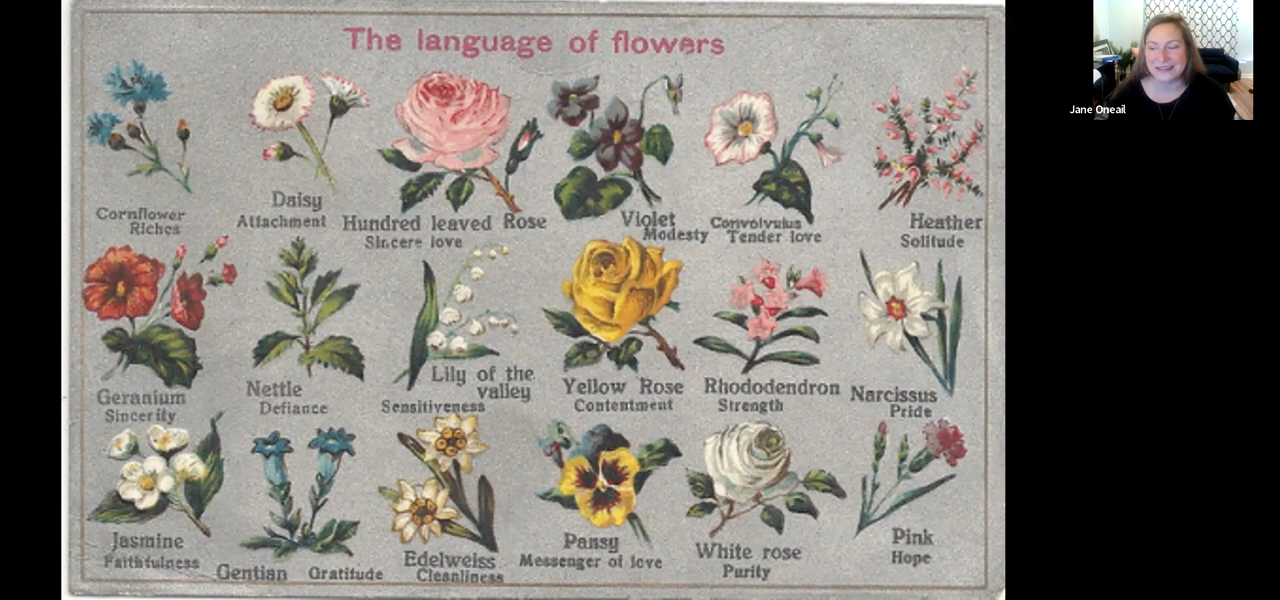 The language of flowers
Jane Oneail
Cornflower
Riches
Daisy
Attachment
Hundred leaved Rose
Sincere love
Violet
Modesty
Convolvulus
Tender love
Heather
Solitude
Geranium
Sincerity
Nettle
Defiance
Lily of the
valley
Sensitiveness
Yellow Rose
Contentment
Rhododendron
Strength
Narcissus
Pride
Jasmine
Faithfulness
Gentian Gratitude
Edelweiss
Cleanliness
Pansy
Messenger of love
White rose
Purity
Pink
Hope